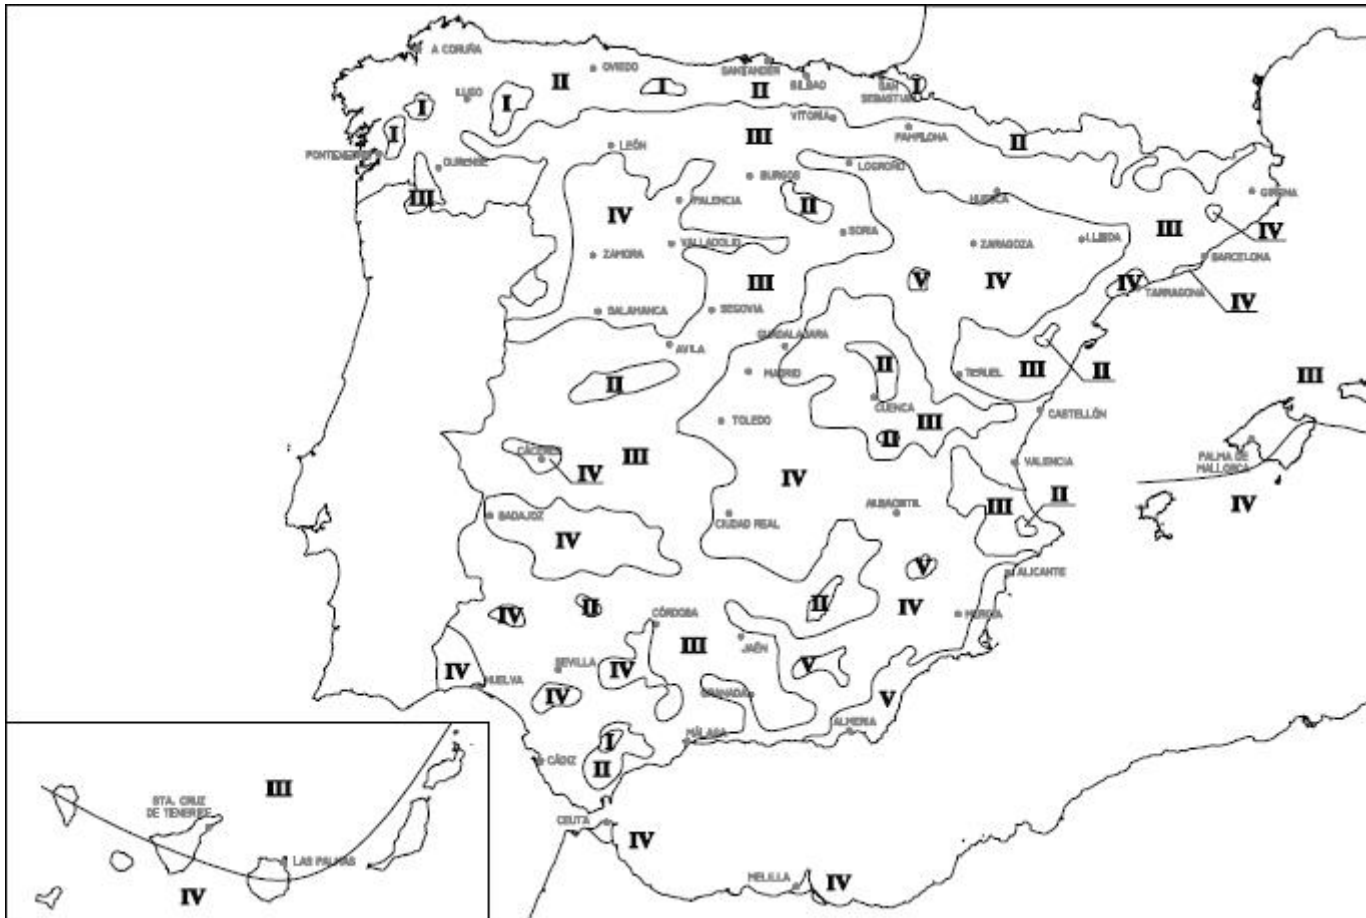 A CORUÑA
II
OVIEDO
I
SANTANDER
II
BILBAO
SAN
SEBASTIAN
I
LUGO
I
I
I
PONTEVEDRA
OURENSE
III
LEÓN
III
VITORIA
PAMPLONA
II
LOGROÑO
BURGOS
II
HUESCA
GIRONA
III
IV
IV
PALENCIA
SORIA
ZARAGOZA
LLEIDA
VALLADOLID
ZAMORA
III
V
IV
IV
BARCELONA
TARRAGONA
IV
SALAMANCA
SEGOVIA
AVILA
GUADALAJARA
MADRID
II
II
TERUEL
III
II
III
CUENCA
III
II
CASTELLÓN
TOLEDO
PALMA DE
MALLORCA
IV
CÁCERES
IV
III
IV
VALENCIA
III
II
BADAJOZ
IV
CIUDAD REAL
ALBACETE
V
ALICANTE
IV
II
CÓRDOBA
II
IV
MURCIA
III
JAÉN
V
IV
HUELVA
SEVILLA
IV
IV
GRANADA
V
ALMERIA
MÁLAGA
I
II
CÁDIZ
CEUTA
IV
MELILLA
IV
III
STA. CRUZ
DE TENERIFE
LAS PALMAS
IV